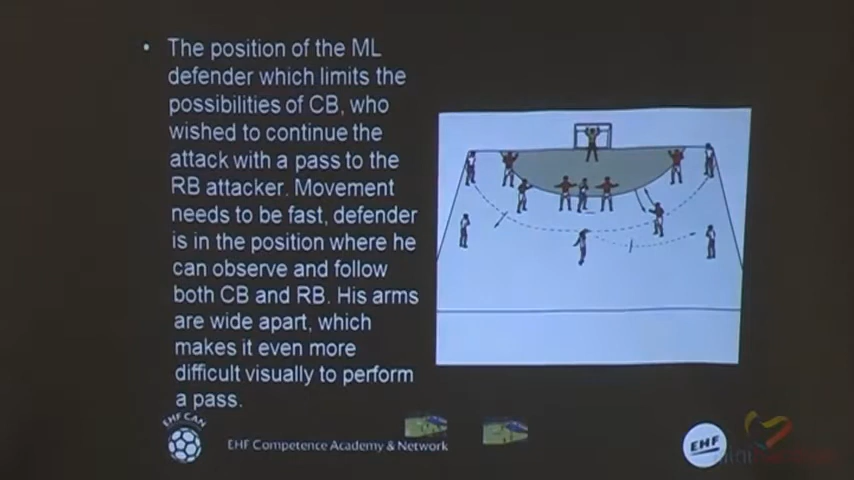 • The position of the ML
defender which limits the
possibilities of CB, who
wished to continue the
attack with a pass to the
RB attacker. Movement
needs to be fast, defender
is in the position where he
can observe and follow
both CB and RB. His arms
are wide apart, which
makes it even more
difficult visually to perform
a pass.
EHF CAN
EHF Competence Academy & Network
EHF